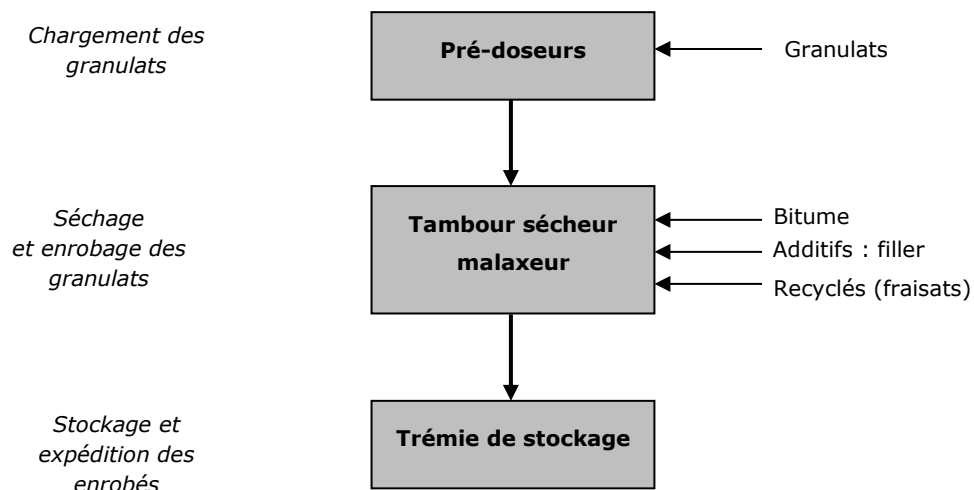 Chargement des
granulats
Pré-doseurs
Granulats
Séchage
et enrobage des
granulats
Tambour sécheur
malaxeur
Bitume
Additifs : filler
Recyclés (fraisats)
Stockage et
expédition des
enrobés
Trémie de stockage